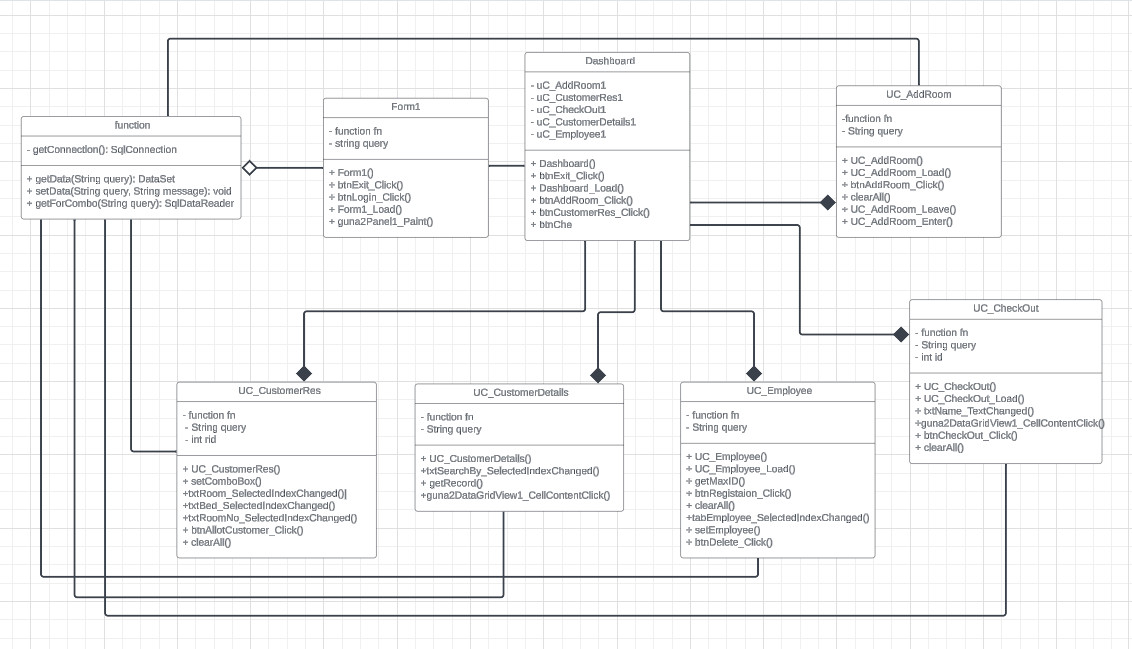 function
- getConnection(): SqlConnection
+ getData(String query): DataSet
+ setData(String query, String message): void
+ getForCombo(String query): SqlDataReader
Form1
- function fn
- string query
+ Form1()
+ btnExit_Click()
+ btnLogin_Click()
+ Form1_Load()
+ guna2Panel1_Paint()
Dashboard
- uC_AddRoom1
- uC_CustomerRes1
- uC_CheckOut1
- uC_CustomerDetails1
- uC_Employee1
+ Dashboard()
+ btnExit_Click()
+ Dashboard_Load()
+ btnAddRoom_Click()
+ btnCustomerRes_Click()
+ btnChe
UC_AddRoom
-function fn
- String query
+ UC_AddRoom()
+ UC_AddRoom_Load()
+ btnAddRoom_Click()
+ clearAll()
+ UC_AddRoom_Leave()
+ UC_AddRoom_Enter()
UC_CheckOut
- function fn
- String query
- int id
+ UC_CheckOut()
+ UC_CheckOut_Load()
+ txtName_TextChanged()
+guna2DataGridView1_CellContentClick()
+ btnCheckOut_Click()
+ clearAll()
UC_CustomerRes
- function fn
- String query
- int rid
+ UC_CustomerRes()
+ setComboBox()
+txtRoom_SelectedIndexChanged()|
+txtBed_SelectedIndexChanged()
+txtRoomNo_SelectedIndexChanged()
+ btnAllotCustomer_Click()
+ clearAll()
UC_CustomerDetails
- function fn
- String query
+ UC_CustomerDetails()
+txtSearchBy_SelectedIndexChanged()
+ getRecord()
+guna2DataGridView1_CellContentClick()
UC_Employee
- function fn
- String query
+ UC_Employee()
+ UC_Employee_Load()
+ getMaxID()
+ btnRegistaion_Click()
+ clearAll()
+tabEmployee_SelectedIndexChanged()
+ setEmployee()
+ btnDelete_Click()